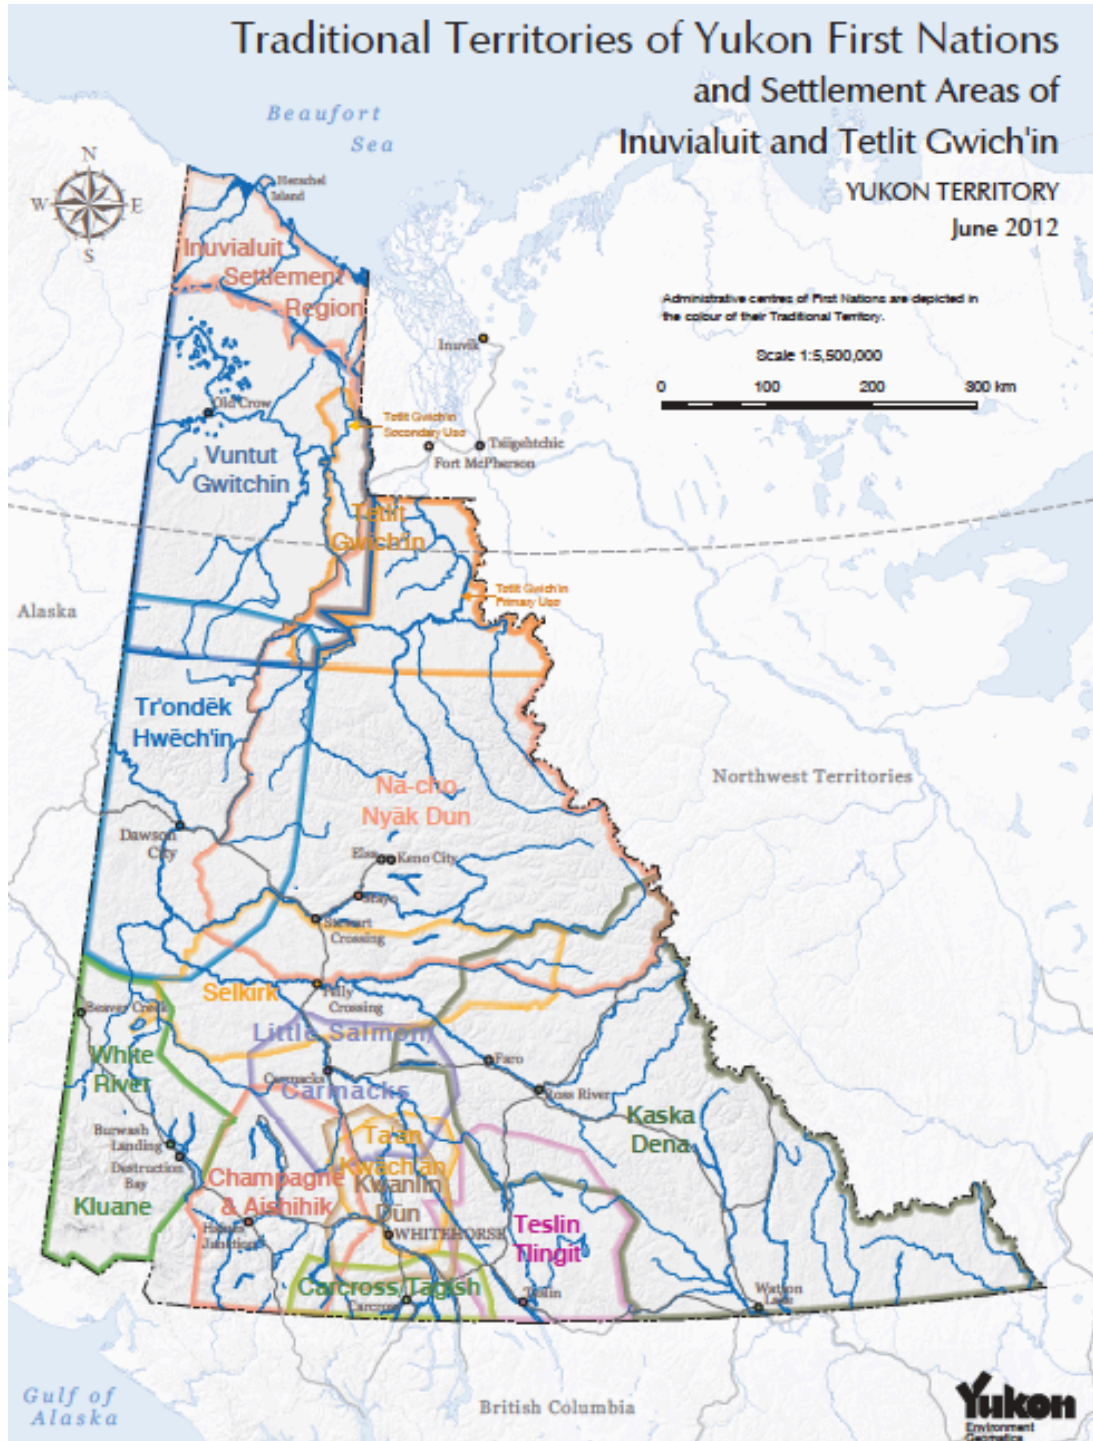 Traditional Territories of Yukon First Nations
and Settlement Areas of
Inuvialuit and Tetlit Gwich'in
YUKON TERRITORY
June 2012
Beaufort
Sea
N
W E
S
Herschel
Island
Inuvialuit
Settlement
Region
Administrative centres of First Nations are depicted in
the colour of their Traditional Territory.
Scale 1:5,500,000
0 100 200 300 km
Inuvik
Old Crow
Tetlit Gwich'in
Secondary Use
Tsiigehtchic
Fort McPherson
Vuntut
Gwitchin
Tetlit
Gwich'in
Tetlit Gwich'in
Primary Use
Alaska
Tr'ondëk
Hwëch'in
Northwest Territories
Na-cho
Nyäk Dun
Dawson
City
Elsa
Keno City
Mayo
Stewart
Crossing
Selkirk
Pelly
Crossing
Beaver Creek
Little Salmon/
Carmacks
White
River
Faro
Carmacks
Ross River
Kaska
Dena
Burwash
Landing
Destruction
Bay
Ta'an
Kwäch'än
Kwanlin
Dün
Champagne
& Aishihik
Kluane
Haines
Junction
WHITEHORSE
Teslin
Tlingit
Carcross/Tagish
Carcross
Teslin
Watson
Lake
Gulf of
Alaska
British Columbia
Yukon
Environment
Geomatics